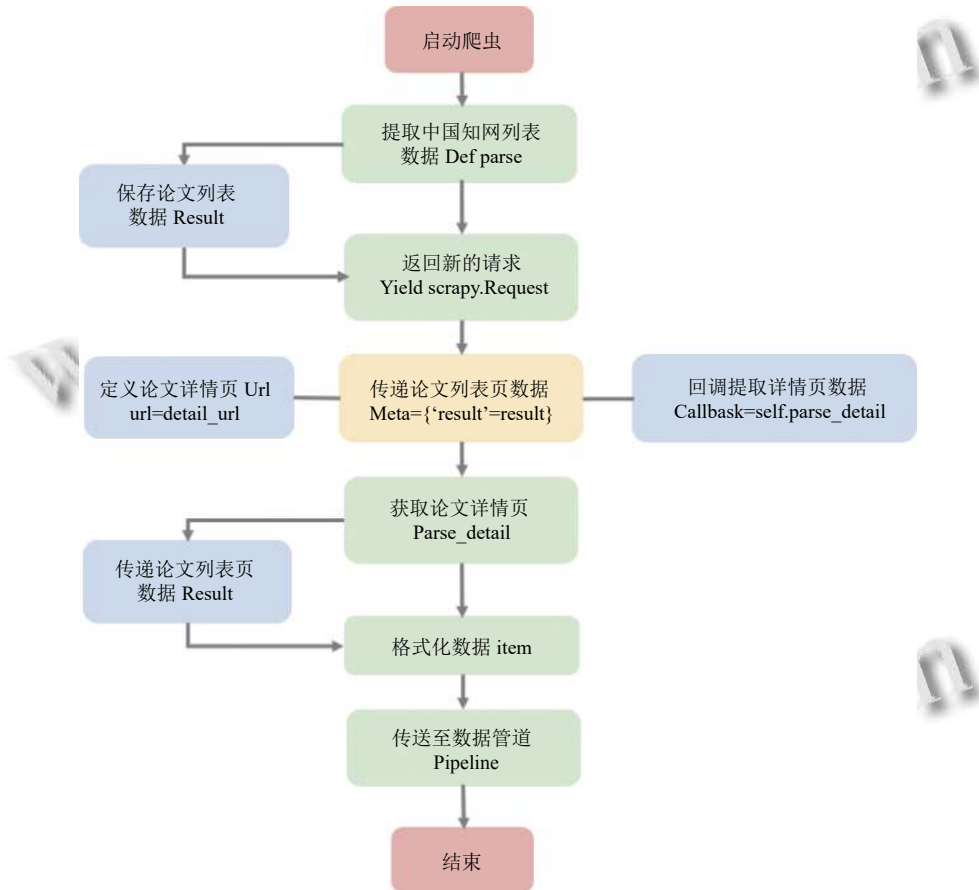 启动爬虫
提取中国知网列表
数据 Def parse
保存论文列表
数据 Result
返回新的请求
Yield scrapy.Request
定义论文详情页 Url
url=detail_url
传递论文列表页数据
Meta={‘result’=result}
回调提取详情页数据
Callbask=self.parse_detail
获取论文详情页
Parse_detail
传递论文列表页
数据 Result
格式化数据 item
传送至数据管道
Pipeline
结束